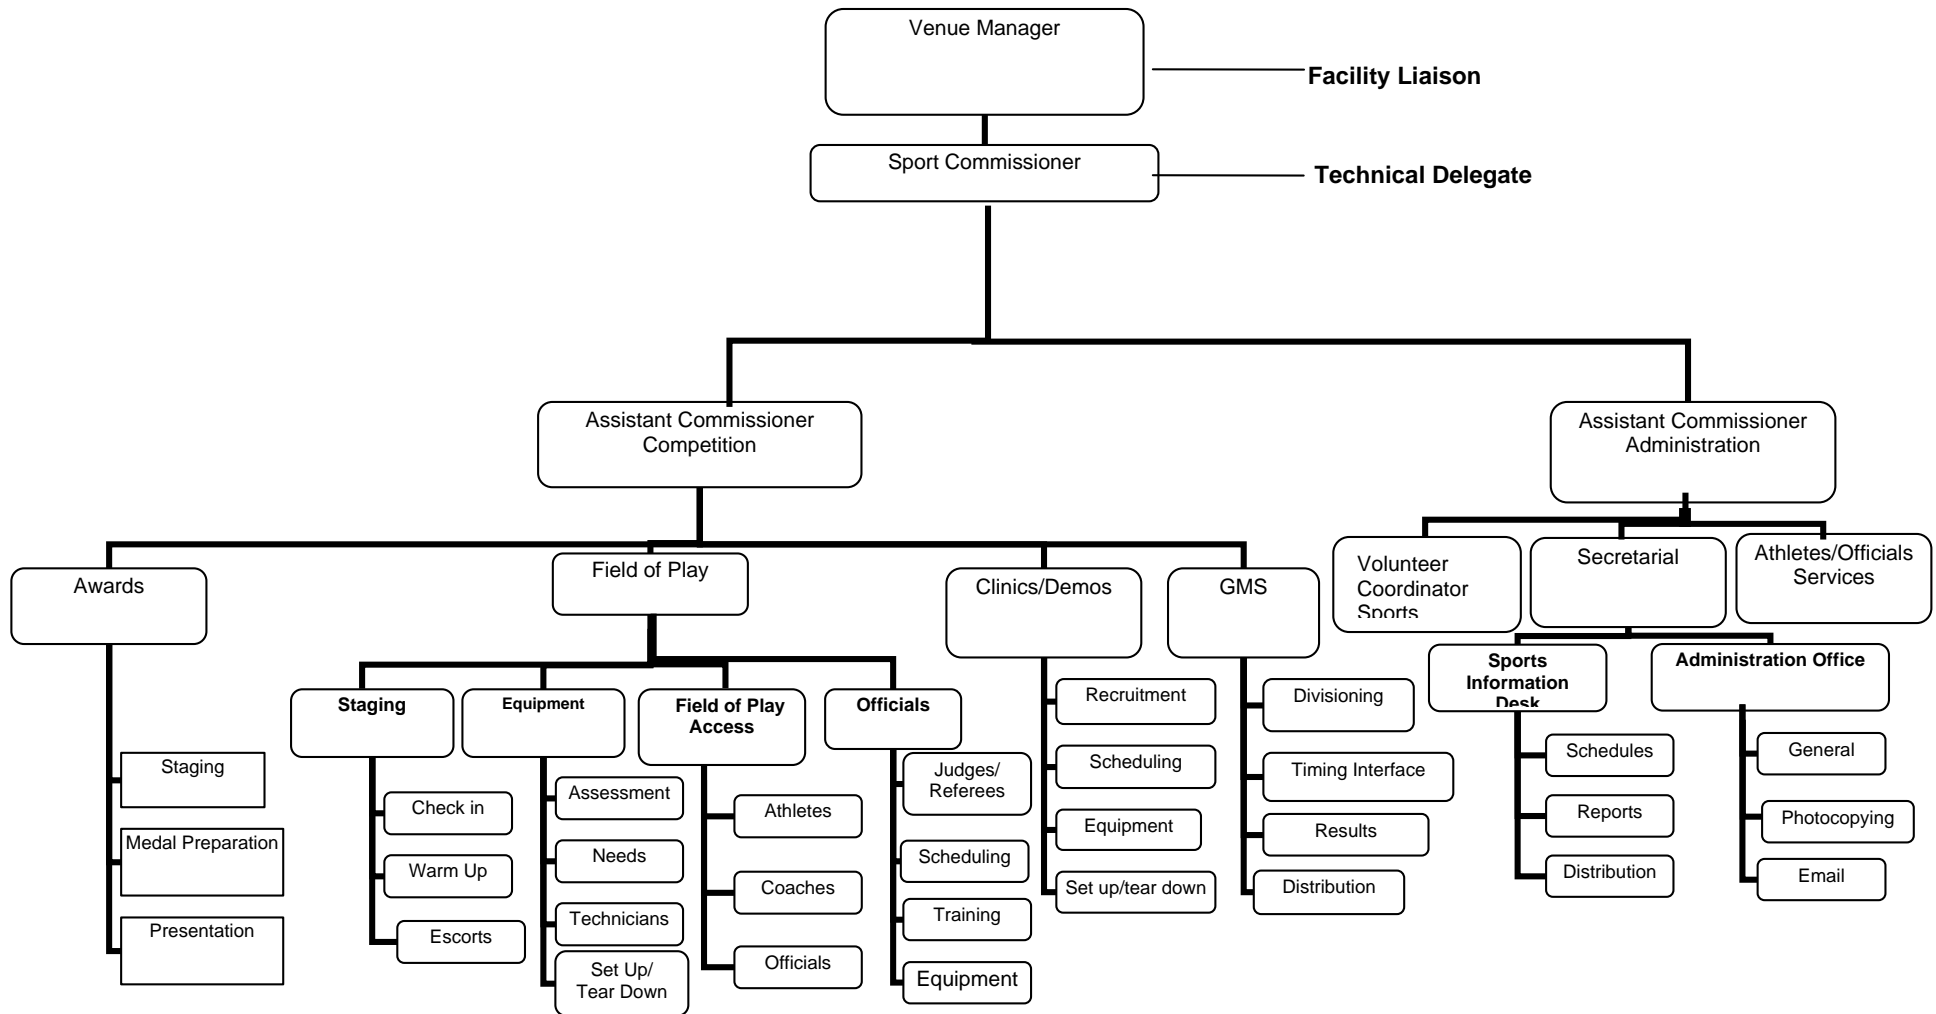 Venue Manager
Facility Liaison
Sport Commissioner
Technical Delegate
Assistant Commissioner
Competition
Assistant Commissioner
Administration
Awards
Field of Play
Clinics/Demos
GMS
Volunteer
Coordinator
Sports
Secretarial
Athletes/Officials
Services
Staging
Medal Preparation
Presentation
Staging
Check in
Warm Up
Escorts
Equipment
Assessment
Needs
Technicians
Set Up/
Tear Down
Field of Play
Access
Athletes
Coaches
Officials
Officials
Judges/
Referees
Scheduling
Training
Equipment
Recruitment
Scheduling
Equipment
Set up/tear down
Divisioning
Timing Interface
Results
Distribution
Sports
Information
Desk
Schedules
Reports
Distribution
Administration Office
General
Photocopying
Email